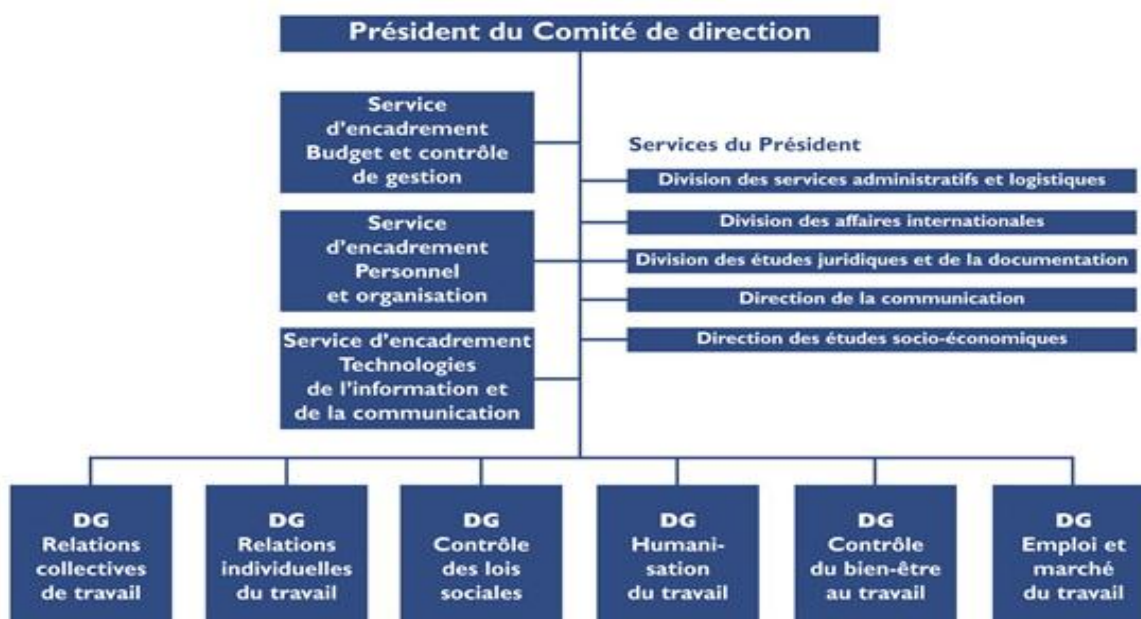 Président du Comité de direction
Service
d'encadrement
Budget et contrôle
de gestion
Services du Président
Division des services administratifs et logistiques
Service
d'encadrement
Personnel
et organisation
Division des affaires internationales
Division des études juridiques et de la documentation
Direction de la communication
Service d'encadrement
Technologies
de l'information et
de la communication
Direction des études socio-économiques
DG
Relations
collectives
de travail
DG
Relations
individuelles
du travail
DG
Contrôle
des lois
sociales
DG
Humani-
sation
du travail
DG
Contrôle
du bien-être
au travail
DG
Emploi et
marché
du travail